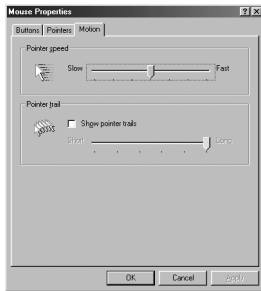 Mouse Properties
Buttons Pointers Motion
Pointer speed
Slow Fast
Pointer trail
Show pointer trails
Short Long
OK Cancel Apply